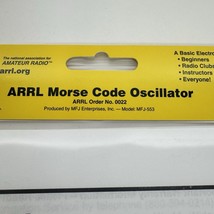 The national association for
AMATEUR RADIO™
arrl.org
A Basic Electro
• Beginners
• Radio Clubs
• Instructors
• Everyone!
ARRL Morse Code Oscillator
ARRL Order No. 0022
Produced by MFJ Enterprises, Inc. — Model: MFJ-553